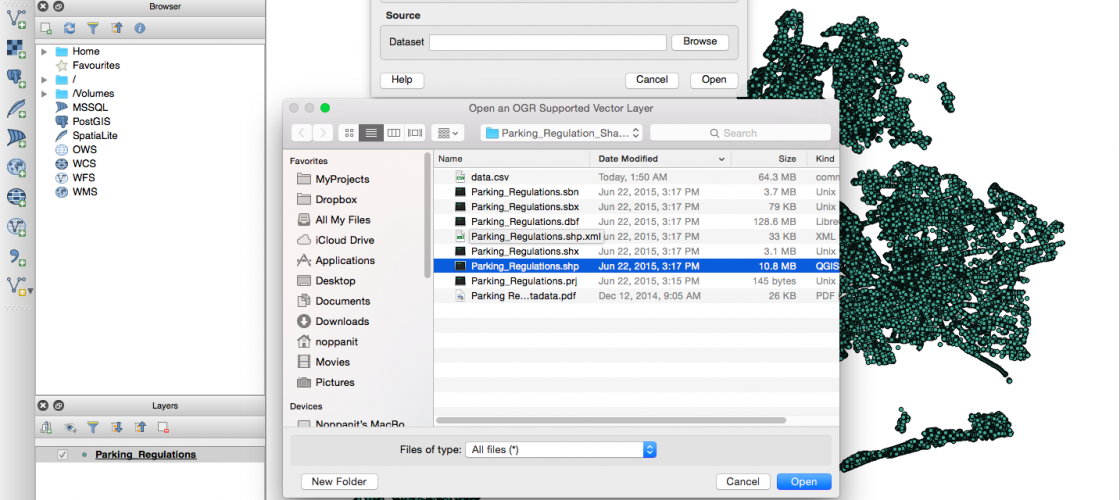 Browser
Home
Favourites
/
/Volumes
MSSQL
PostGIS
SpatiaLite
OWS
WCS
WFS
WMS
Layers
Parking_Regulations
Source
Dataset
Browse
Help
Cancel
Open
Open an OGR Supported Vector Layer
Parking_Regulation_Sha...
Search
Favorites
MyProjects
Dropbox
All My Files
iCloud Drive
Applications
Desktop
Documents
Downloads
noppanit
Movies
Pictures
Devices
Noppanit's MacBo
Name Date Modified Size Kind
data.csv Today, 1:50 AM 64.3 MB comm
Parking_Regulations.sbn Jun 22, 2015, 3:17 PM 3.7 MB Unix
Parking_Regulations.sbx Jun 22, 2015, 3:17 PM 79 KB Unix
Parking_Regulations.dbf Jun 22, 2015, 3:17 PM 128.6 MB Libre
Parking_Regulations.shp.xml un 22, 2015, 3:17 PM 33 KB XML
Parking_Regulations.shx Jun 22, 2015, 3:17 PM 3.1 MB Unix
Parking_Regulations.shp Jun 22, 2015, 3:17 PM 10.8 MB QGIS
Parking_Regulations.prj Jun 22, 2015, 3:15 PM 145 bytes Unix
Parking Re...tadata.pdf Dec 12, 2014, 9:05 AM 26 KB PDF
Files of type: All files (*)
New Folder
Cancel
Open